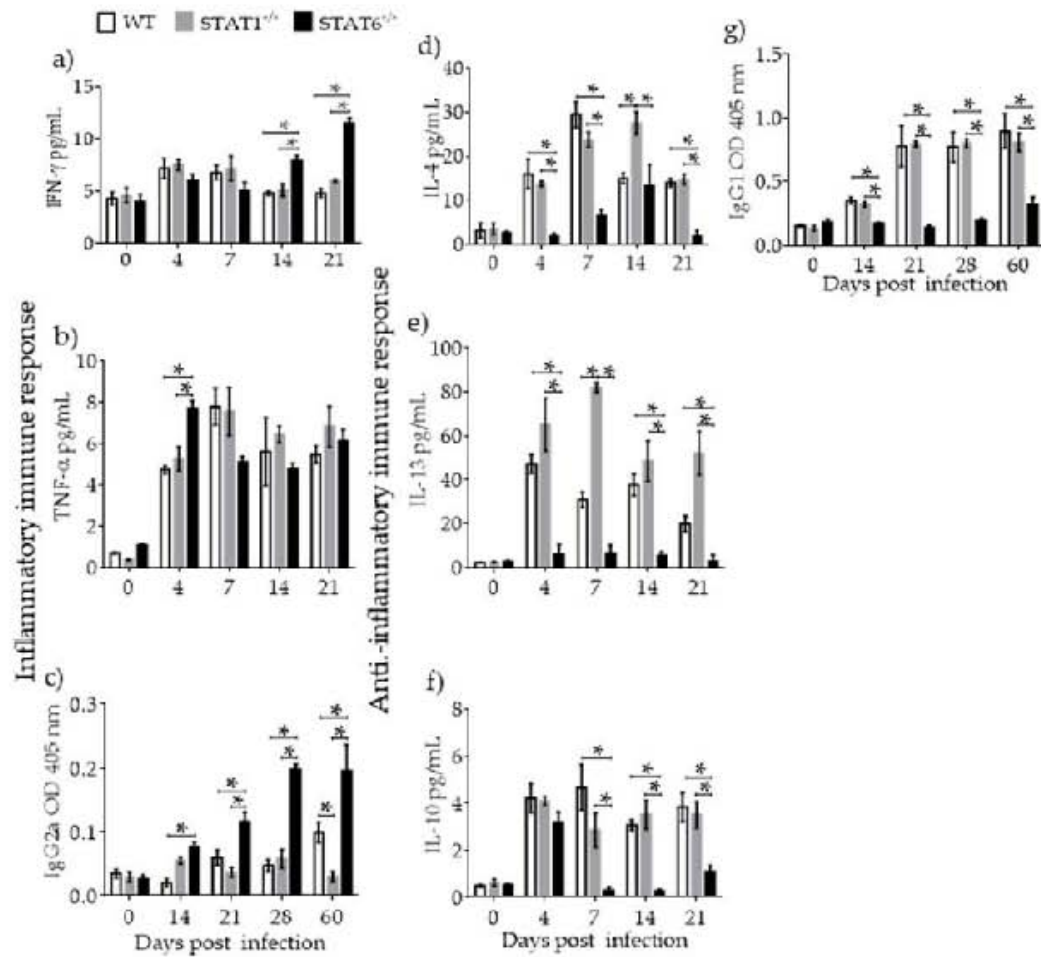 WT STAT1-/- STAT6-/-
a)
IFN-γ pg/mL
15
10
5
0
0 4 7 14 21
* * * *
b)
TNF-α pg/mL
10
8
6
4
2
0
0 4 7 14 21
* *
c)
IgG2a OD 405 nm
0.3
0.2
0.1
0.0
0 14 21 28 60
* * * * * * * *
Days post infection
Inflammatory immune response
d)
IL-4 pg/mL
40
30
20
10
0
0 4 7 14 21
* * * * * * * *
e)
IL-13 pg/mL
100
80
60
40
20
0
0 4 7 14 21
* * * * * * * *
f)
IL-10 pg/mL
8
6
4
2
0
0 4 7 14 21
* * * * * *
Days post infection
Anti.-inflammatory immune response
g)
IgG1 OD 405 nm
1.5
1.0
0.5
0.0
0 14 21 28 60
* * * * * * * *
Days post infection